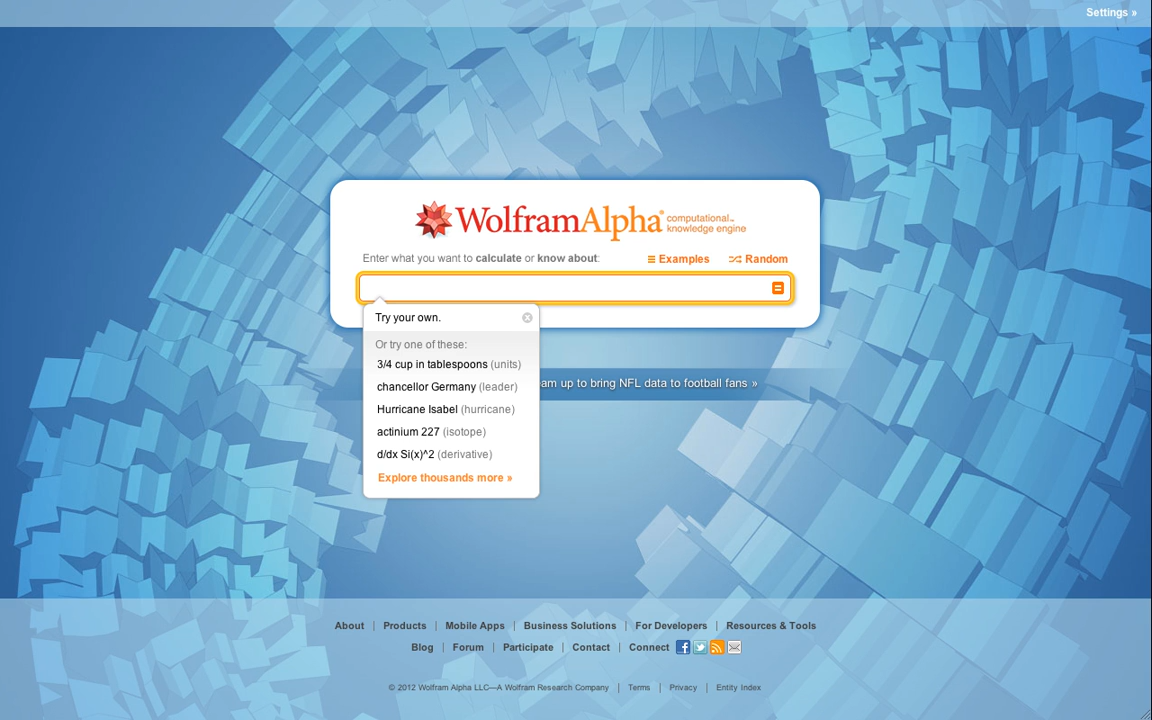 Settings »
WolframAlpha® computational™ knowledge engine
Enter what you want to calculate or know about:
Examples
Random
Try your own.
Or try one of these:
3/4 cup in tablespoons (units)
chancellor Germany (leader)
am up to bring NFL data to football fans »
Hurricane Isabel (hurricane)
actinium 227 (isotope)
d/dx Si(x)^2 (derivative)
Explore thousands more »
About | Products | Mobile Apps | Business Solutions | For Developers | Resources & Tools
Blog | Forum | Participate | Contact | Connect
© 2012 Wolfram Alpha LLC—A Wolfram Research Company | Terms | Privacy | Entity Index